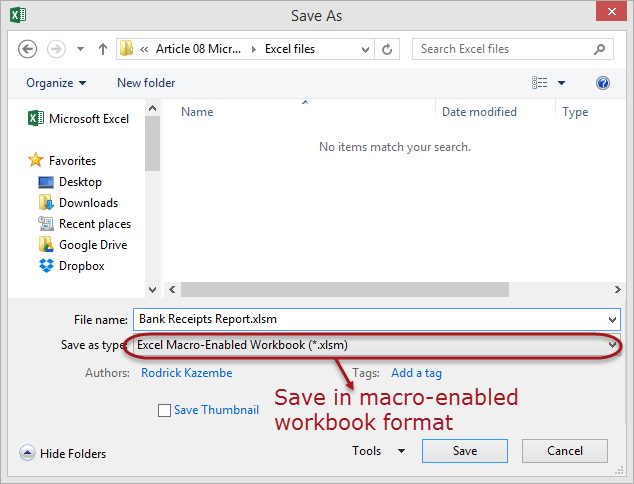 Save As
« Article 08 Micr... Excel files
Search Excel files
Organize
New folder
Microsoft Excel
Favorites
Desktop
Downloads
Recent places
Google Drive
Dropbox
Name Date modified Type
No items match your search.
File name: Bank Receipts Report.xlsm
Save as type: Excel Macro-Enabled Workbook (*.xlsm)
Authors: Rodrick Kazembe Tags: Add a tag
Save in macro-enabled
workbook format
Save Thumbnail
Hide Folders
Tools Save Cancel